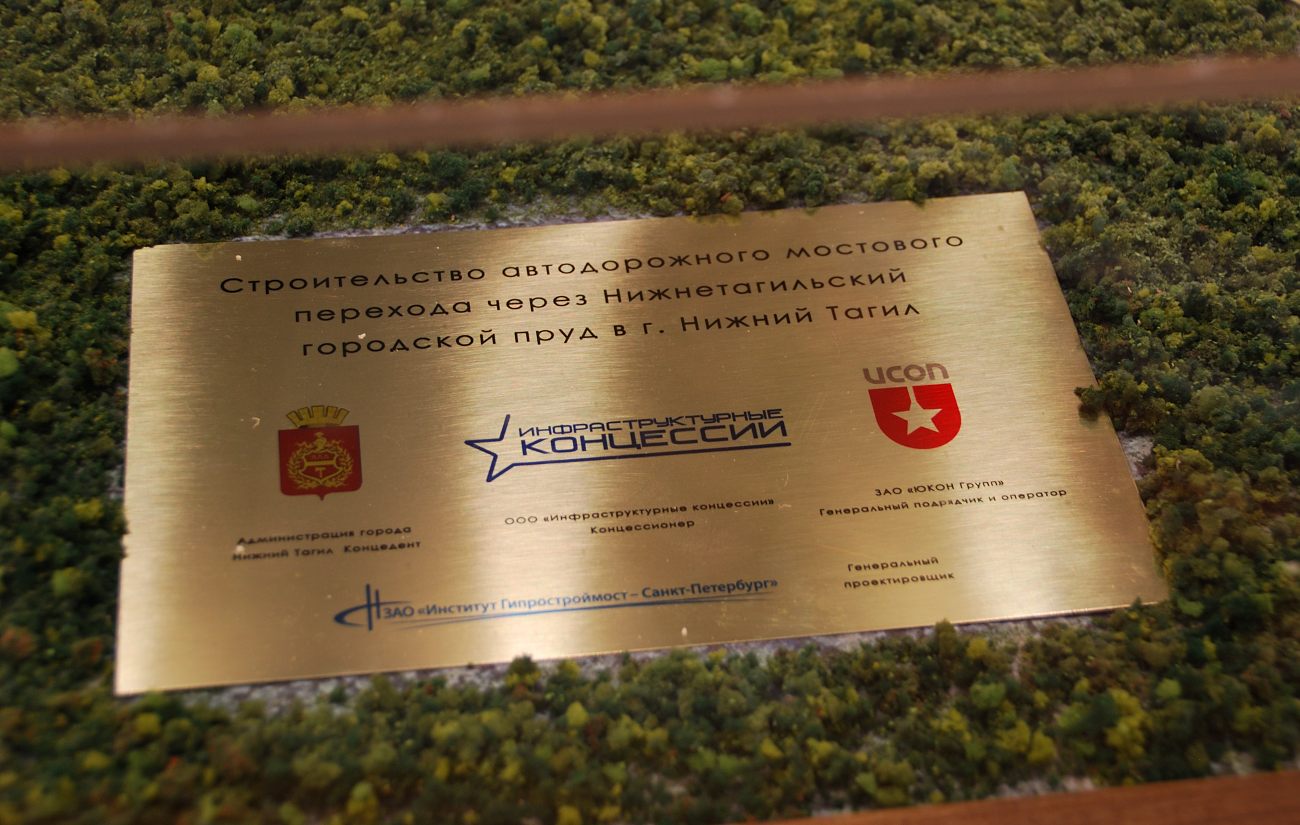 Строительство автодорожного мостового
перехода через Нижнетагильский
городской пруд в г. Нижний Тагил
ИНФРАСТРУКТУРНЫЕ
КОНЦЕССИИ
ucon
Администрация города
Нижний Тагил Концедент
ООО «Инфраструктурные концессии»
Концессионер
ЗАО «ЮКОН Групп»
Генеральный подрядчик и оператор
ЗАО «Институт Гипростроймост – Санкт-Петербург»
Генеральный
проектировщик